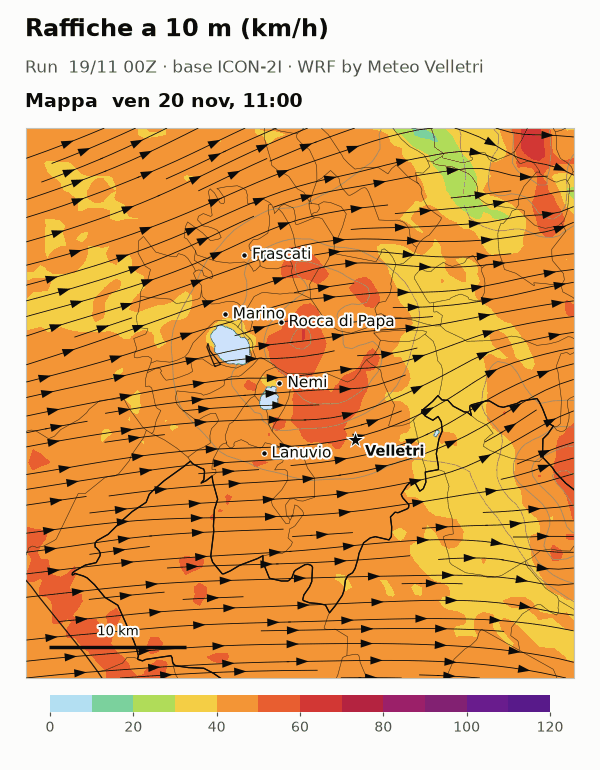 Raffiche a 10 m (km/h)
Run 19/11 00Z · base ICON-2I · WRF by Meteo Velletri
Mappa ven 20 nov, 11:00
Frascati
Marino
Rocca di Papa
Nemi
Velletri
Lanuvio
10 km
0 20 40 60 80 100 120